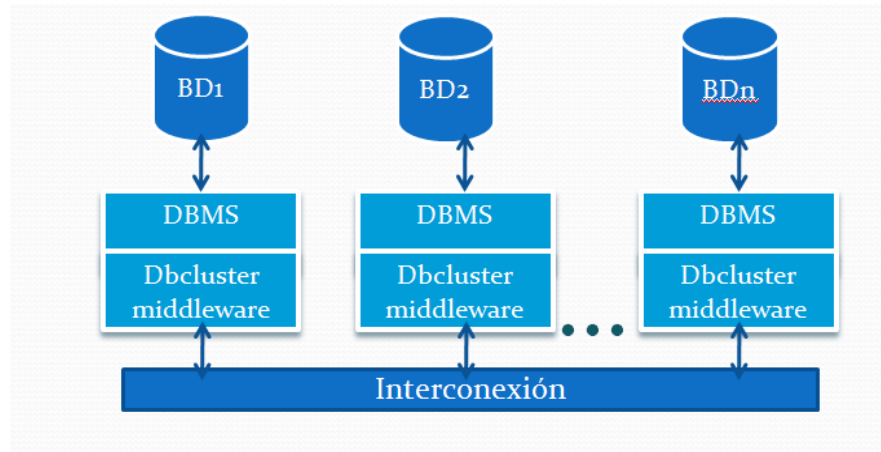 BD1
BD2
BDn
DBMS
DBMS
DBMS
Dbcluster
middleware
Dbcluster
middleware
Dbcluster
middleware
Interconexión